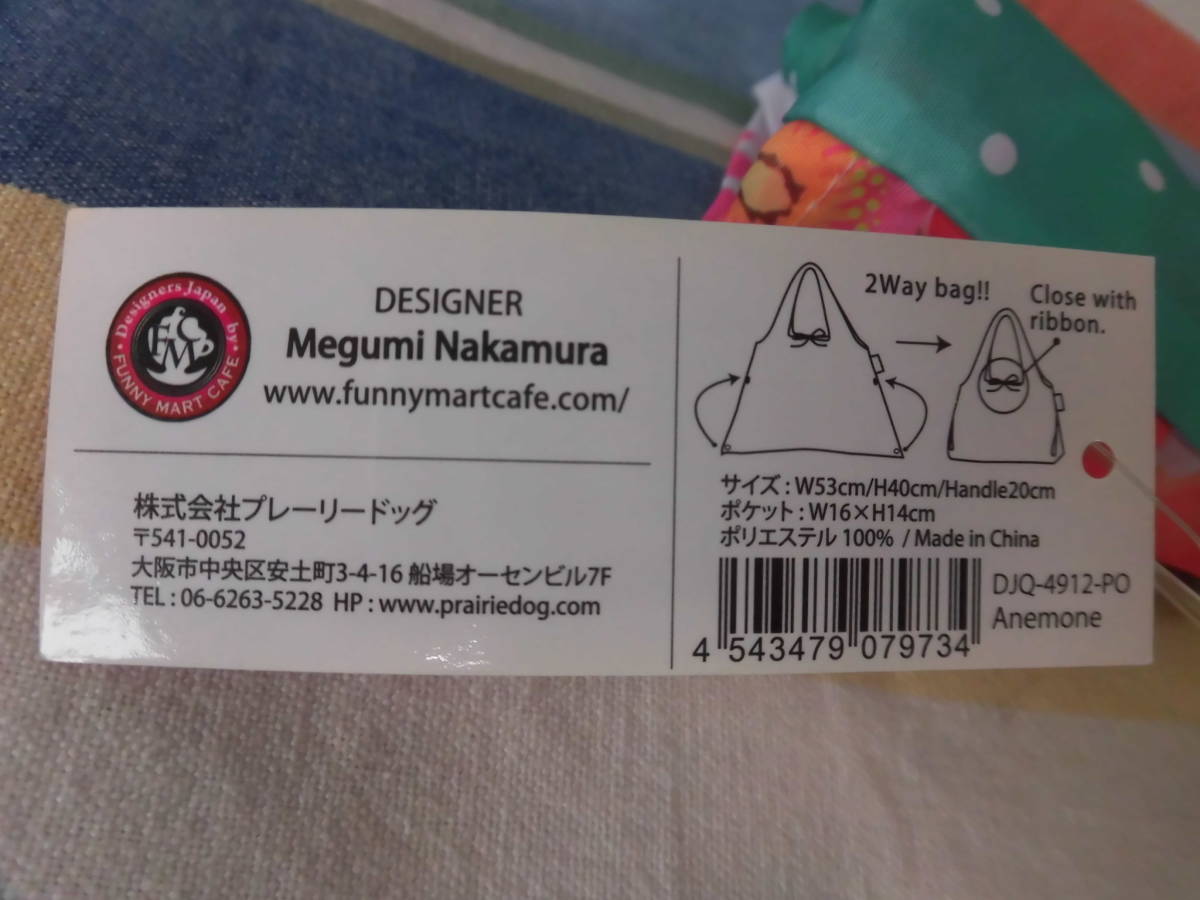 Designers Japan by
FUNNY MART CAFE
FCM
DESIGNER
Megumi Nakamura
www.funnymartcafe.com/
株式会社プレーリードッグ
〒541-0052
大阪市中央区安土町3-4-16 船場オーセンビル7F
TEL : 06-6263-5228 HP : www.prairiedog.com
2Way bag!!
Close with
ribbon.
サイズ : W53cm/H40cm/Handle20cm
ポケット : W16×H14cm
ポリエステル 100% / Made in China
4 543479 079734
DJQ-4912-PO
Anemone